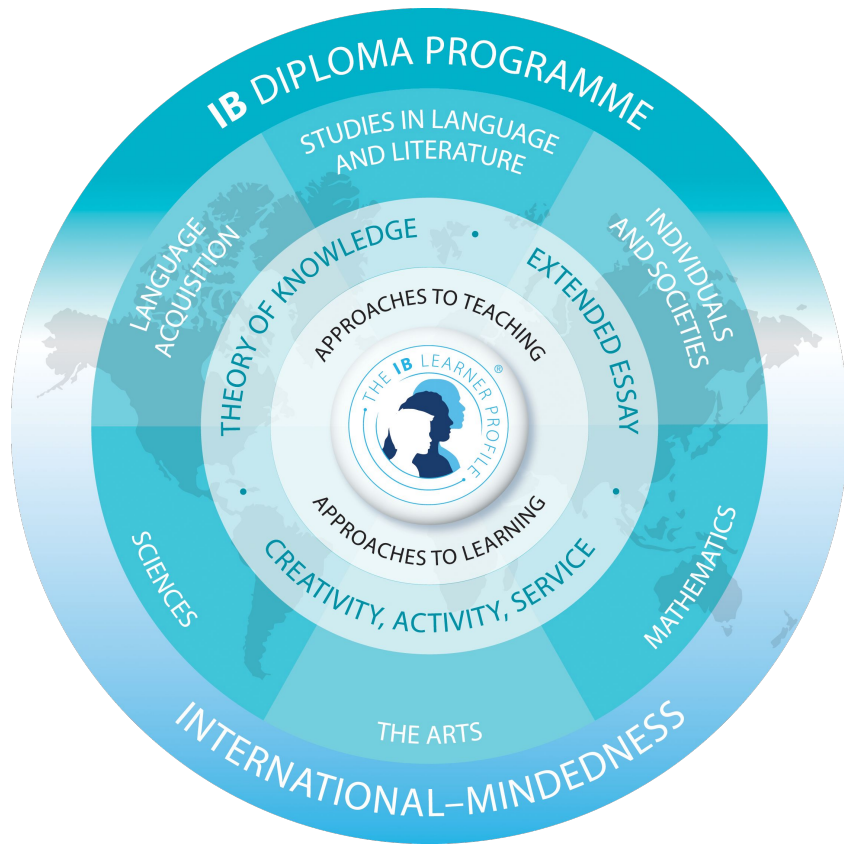 IB DIPLOMA PROGRAMME
STUDIES IN LANGUAGE
AND LITERATURE
LANGUAGE
ACQUISITION
INDIVIDUALS
AND SOCIETIES
THEORY OF KNOWLEDGE
EXTENDED ESSAY
APPROACHES TO TEACHING
THE IB LEARNER PROFILE
®
APPROACHES TO LEARNING
CREATIVITY, ACTIVITY, SERVICE
SCIENCES
MATHEMATICS
THE ARTS
INTERNATIONAL–MINDEDNESS